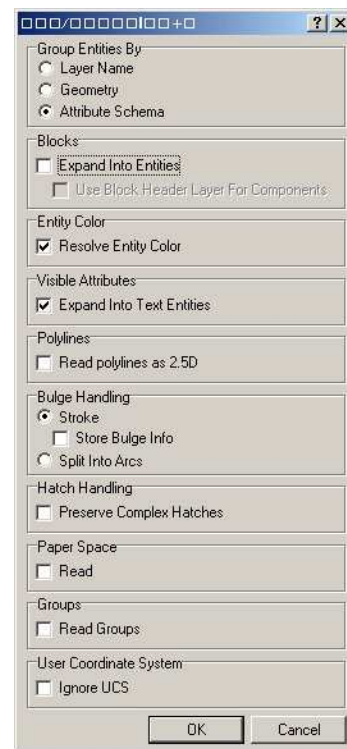 Group Entities By
Layer Name
Geometry
Attribute Schema
Blocks
Expand Into Entities
Use Block Header Layer For Components
Entity Color
Resolve Entity Color
Visible Attributes
Expand Into Text Entities
Polylines
Read polylines as 2.5D
Bulge Handling
Stroke
Store Bulge Info
Split Into Arcs
Hatch Handling
Preserve Complex Hatches
Paper Space
Read
Groups
Read Groups
User Coordinate System
Ignore UCS
OK Cancel